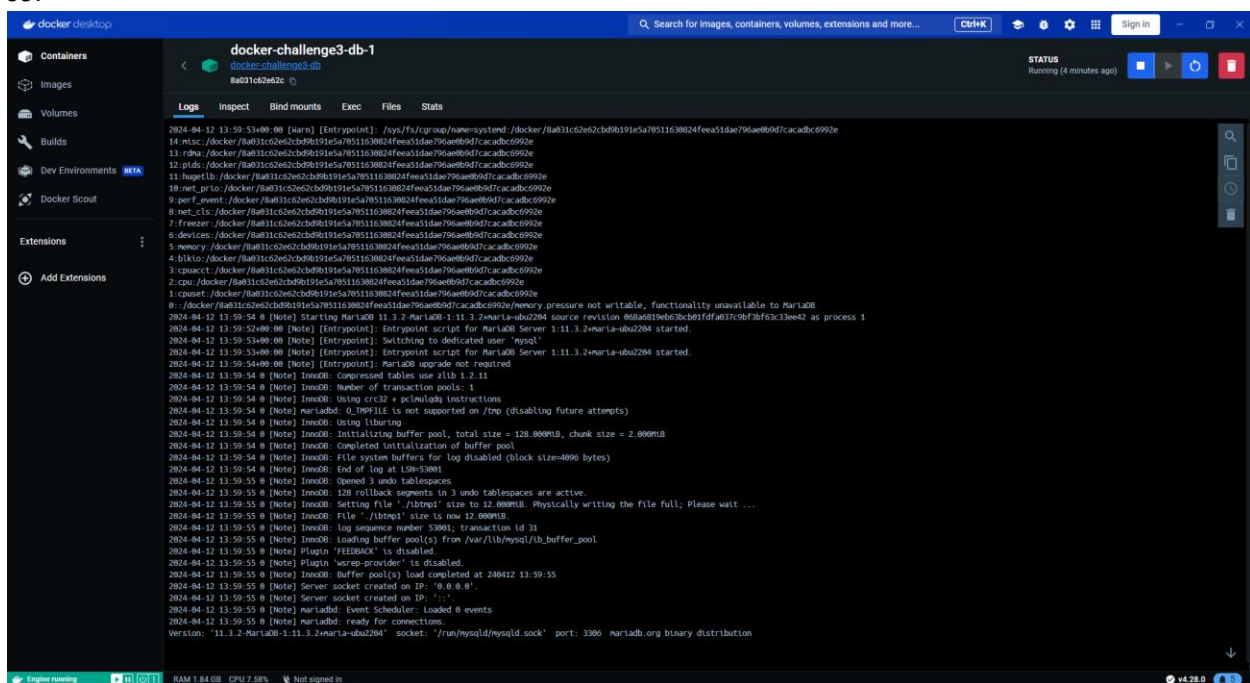 docker desktop
Search for images, containers, volumes, extensions and more...
Ctrl+K
Sign in
Containers
Images
Volumes
Builds
Dev Environments BETA
Docker Scout
Extensions
Add Extensions
docker-challenge3-db-1
docker-challenge3-db
8a031c62e62c
STATUS
Running (4 minutes ago)
Logs Inspect Bind mounts Exec Files Stats
2024-04-12 13:59:53+00:00 [Warn] [Entrypoint]: /sys/fs/cgroup/name=systemd:/docker/8a031c62e62cbd9b191e5a70511630824feea51dae796ae0b9d7cacadbc6992e
14:misc:/docker/8a031c62e62cbd9b191e5a70511630824feea51dae796ae0b9d7cacadbc6992e
13:rdma:/docker/8a031c62e62cbd9b191e5a70511630824feea51dae796ae0b9d7cacadbc6992e
12:pids:/docker/8a031c62e62cbd9b191e5a70511630824feea51dae796ae0b9d7cacadbc6992e
11:hugetlb:/docker/8a031c62e62cbd9b191e5a70511630824feea51dae796ae0b9d7cacadbc6992e
10:net_prio:/docker/8a031c62e62cbd9b191e5a70511630824feea51dae796ae0b9d7cacadbc6992e
9:perf_event:/docker/8a031c62e62cbd9b191e5a70511630824feea51dae796ae0b9d7cacadbc6992e
8:net_cls:/docker/8a031c62e62cbd9b191e5a70511630824feea51dae796ae0b9d7cacadbc6992e
7:freezer:/docker/8a031c62e62cbd9b191e5a70511630824feea51dae796ae0b9d7cacadbc6992e
6:devices:/docker/8a031c62e62cbd9b191e5a70511630824feea51dae796ae0b9d7cacadbc6992e
5:memory:/docker/8a031c62e62cbd9b191e5a70511630824feea51dae796ae0b9d7cacadbc6992e
4:blkio:/docker/8a031c62e62cbd9b191e5a70511630824feea51dae796ae0b9d7cacadbc6992e
3:cpuacct:/docker/8a031c62e62cbd9b191e5a70511630824feea51dae796ae0b9d7cacadbc6992e
2:cpu:/docker/8a031c62e62cbd9b191e5a70511630824feea51dae796ae0b9d7cacadbc6992e
1:cpuset:/docker/8a031c62e62cbd9b191e5a70511630824feea51dae796ae0b9d7cacadbc6992e
0::/docker/8a031c62e62cbd9b191e5a70511630824feea51dae796ae0b9d7cacadbc6992e/memory.pressure not writable, functionality unavailable to MariaDB
2024-04-12 13:59:54 0 [Note] Starting MariaDB 11.3.2-MariaDB-1:11.3.2+maria~ubu2204 source revision 068a6819eb63bcb01fdfa037c9bf3bf63c33ee42 as process 1
2024-04-12 13:59:52+00:00 [Note] [Entrypoint]: Entrypoint script for MariaDB Server 1:11.3.2+maria~ubu2204 started.
2024-04-12 13:59:53+00:00 [Note] [Entrypoint]: Switching to dedicated user 'mysql'
2024-04-12 13:59:53+00:00 [Note] [Entrypoint]: Entrypoint script for MariaDB Server 1:11.3.2+maria~ubu2204 started.
2024-04-12 13:59:54+00:00 [Note] [Entrypoint]: MariaDB upgrade not required
2024-04-12 13:59:54 0 [Note] InnoDB: Compressed tables use zlib 1.2.11
2024-04-12 13:59:54 0 [Note] InnoDB: Number of transaction pools: 1
2024-04-12 13:59:54 0 [Note] InnoDB: Using crc32 + pclmulqdq instructions
2024-04-12 13:59:54 0 [Note] mariadbd: O_TMPFILE is not supported on /tmp (disabling future attempts)
2024-04-12 13:59:54 0 [Note] InnoDB: Using liburing
2024-04-12 13:59:54 0 [Note] InnoDB: Initializing buffer pool, total size = 128.000MiB, chunk size = 2.000MiB
2024-04-12 13:59:54 0 [Note] InnoDB: Completed initialization of buffer pool
2024-04-12 13:59:54 0 [Note] InnoDB: File system buffers for log disabled (block size=4096 bytes)
2024-04-12 13:59:54 0 [Note] InnoDB: End of log at LSN=53001
2024-04-12 13:59:55 0 [Note] InnoDB: Opened 3 undo tablespaces
2024-04-12 13:59:55 0 [Note] InnoDB: 128 rollback segments in 3 undo tablespaces are active.
2024-04-12 13:59:55 0 [Note] InnoDB: Setting file './ibtmp1' size to 12.000MiB. Physically writing the file full; Please wait ...
2024-04-12 13:59:55 0 [Note] InnoDB: File './ibtmp1' size is now 12.000MiB.
2024-04-12 13:59:55 0 [Note] InnoDB: log sequence number 53001; transaction id 31
2024-04-12 13:59:55 0 [Note] InnoDB: Loading buffer pool(s) from /var/lib/mysql/ib_buffer_pool
2024-04-12 13:59:55 0 [Note] Plugin 'FEEDBACK' is disabled.
2024-04-12 13:59:55 0 [Note] Plugin 'wsrep-provider' is disabled.
2024-04-12 13:59:55 0 [Note] InnoDB: Buffer pool(s) load completed at 240412 13:59:55
2024-04-12 13:59:55 0 [Note] Server socket created on IP: '0.0.0.0'.
2024-04-12 13:59:55 0 [Note] Server socket created on IP: '::'.
2024-04-12 13:59:55 0 [Note] mariadbd: Event Scheduler: Loaded 0 events
2024-04-12 13:59:55 0 [Note] mariadbd: ready for connections.
Version: '11.3.2-MariaDB-1:11.3.2+maria~ubu2204' socket: '/run/mysqld/mysqld.sock' port: 3306 mariadb.org binary distribution
Engine running
RAM 1.84 GB CPU 7.58% Not signed in
v4.28.0
5